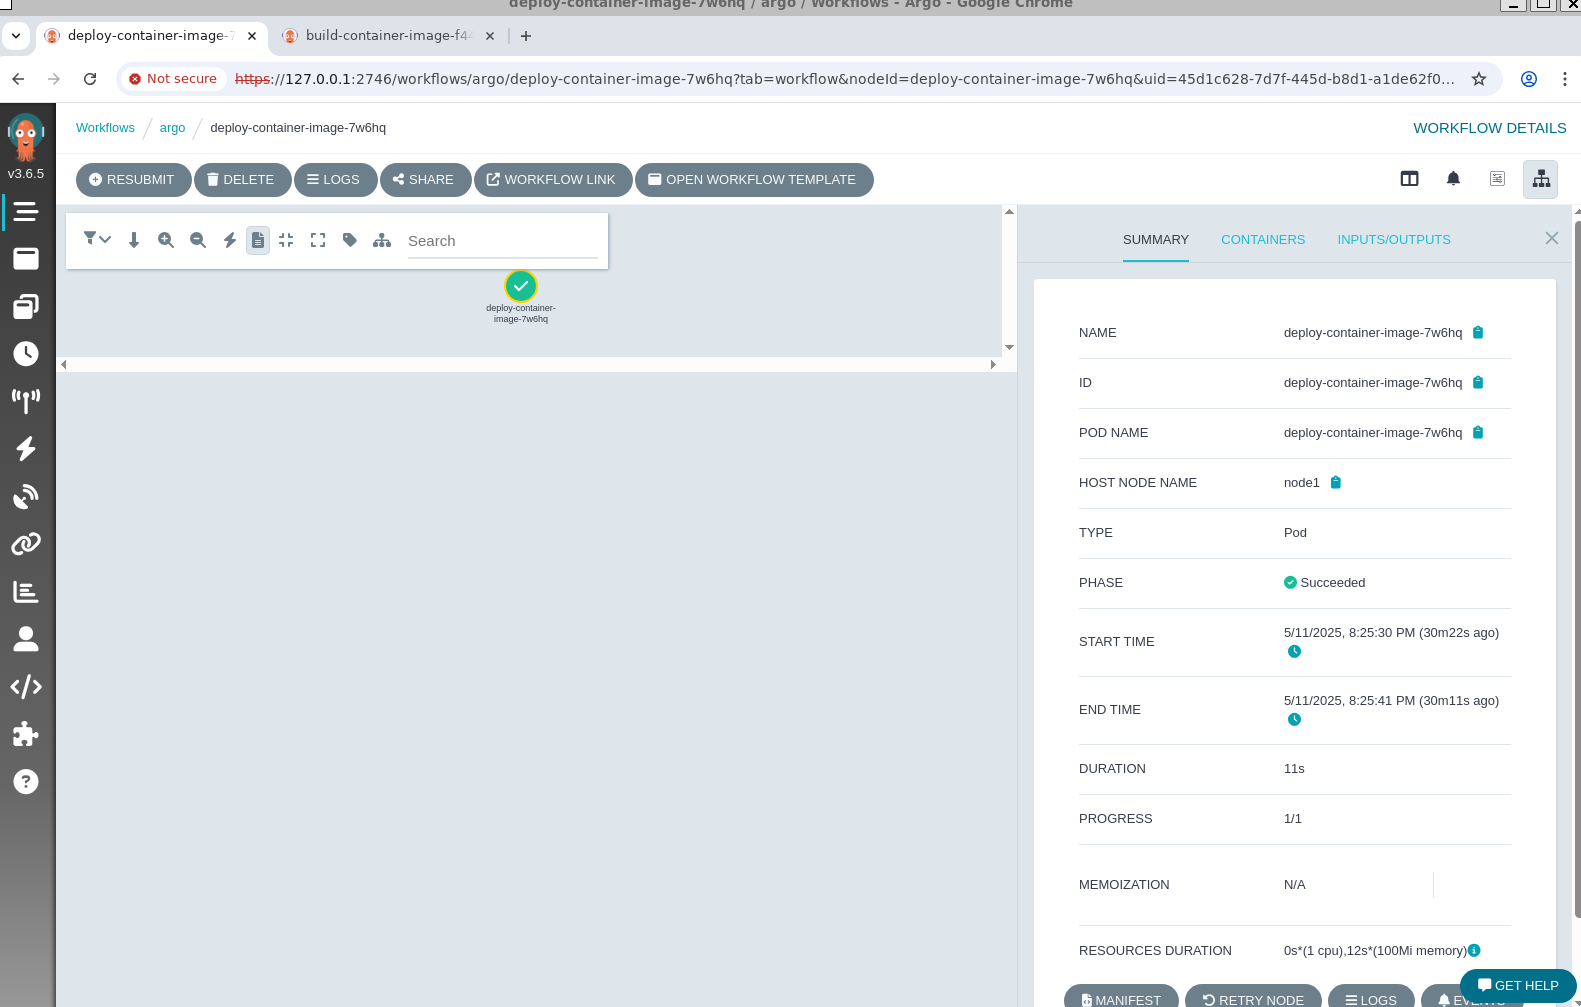 deploy-container-image-7w6hq / argo / Workflows - Argo - Google Chrome
deploy-container-image-7
build-container-image-f4
Not secure
https://127.0.0.1:2746/workflows/argo/deploy-container-image-7w6hq?tab=workflow&nodeId=deploy-container-image-7w6hq&uid=45d1c628-7d7f-445d-b8d1-a1de62f0...
v3.6.5
Workflows / argo / deploy-container-image-7w6hq
WORKFLOW DETAILS
RESUBMIT DELETE LOGS SHARE WORKFLOW LINK OPEN WORKFLOW TEMPLATE
Search
deploy-container-
image-7w6hq
SUMMARY CONTAINERS INPUTS/OUTPUTS
NAME deploy-container-image-7w6hq
ID deploy-container-image-7w6hq
POD NAME deploy-container-image-7w6hq
HOST NODE NAME node1
TYPE Pod
PHASE Succeeded
START TIME 5/11/2025, 8:25:30 PM (30m22s ago)
END TIME 5/11/2025, 8:25:41 PM (30m11s ago)
DURATION 11s
PROGRESS 1/1
MEMOIZATION N/A
RESOURCES DURATION 0s*(1 cpu),12s*(100Mi memory)
MANIFEST RETRY NODE LOGS EVENTS
GET HELP